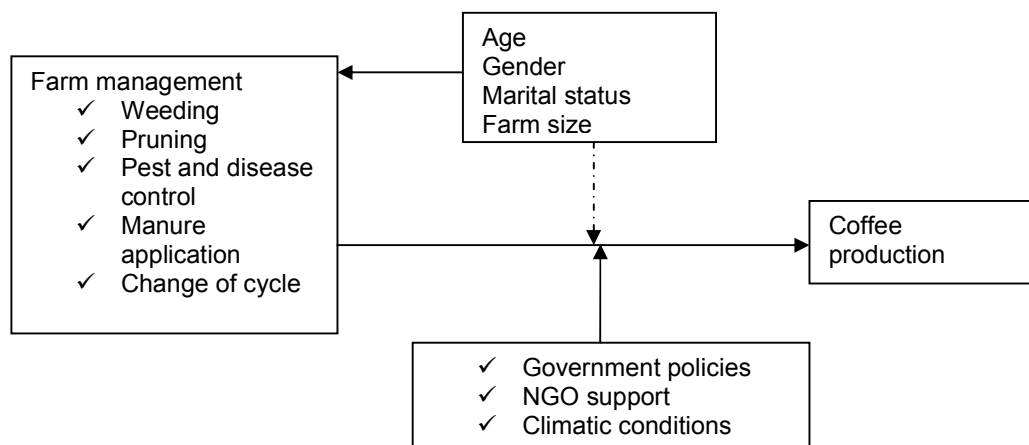 Farm management
✓ Weeding
✓ Pruning
✓ Pest and disease
control
✓ Manure
application
✓ Change of cycle
Age
Gender
Marital status
Farm size
Coffee
production
✓ Government policies
✓ NGO support
✓ Climatic conditions